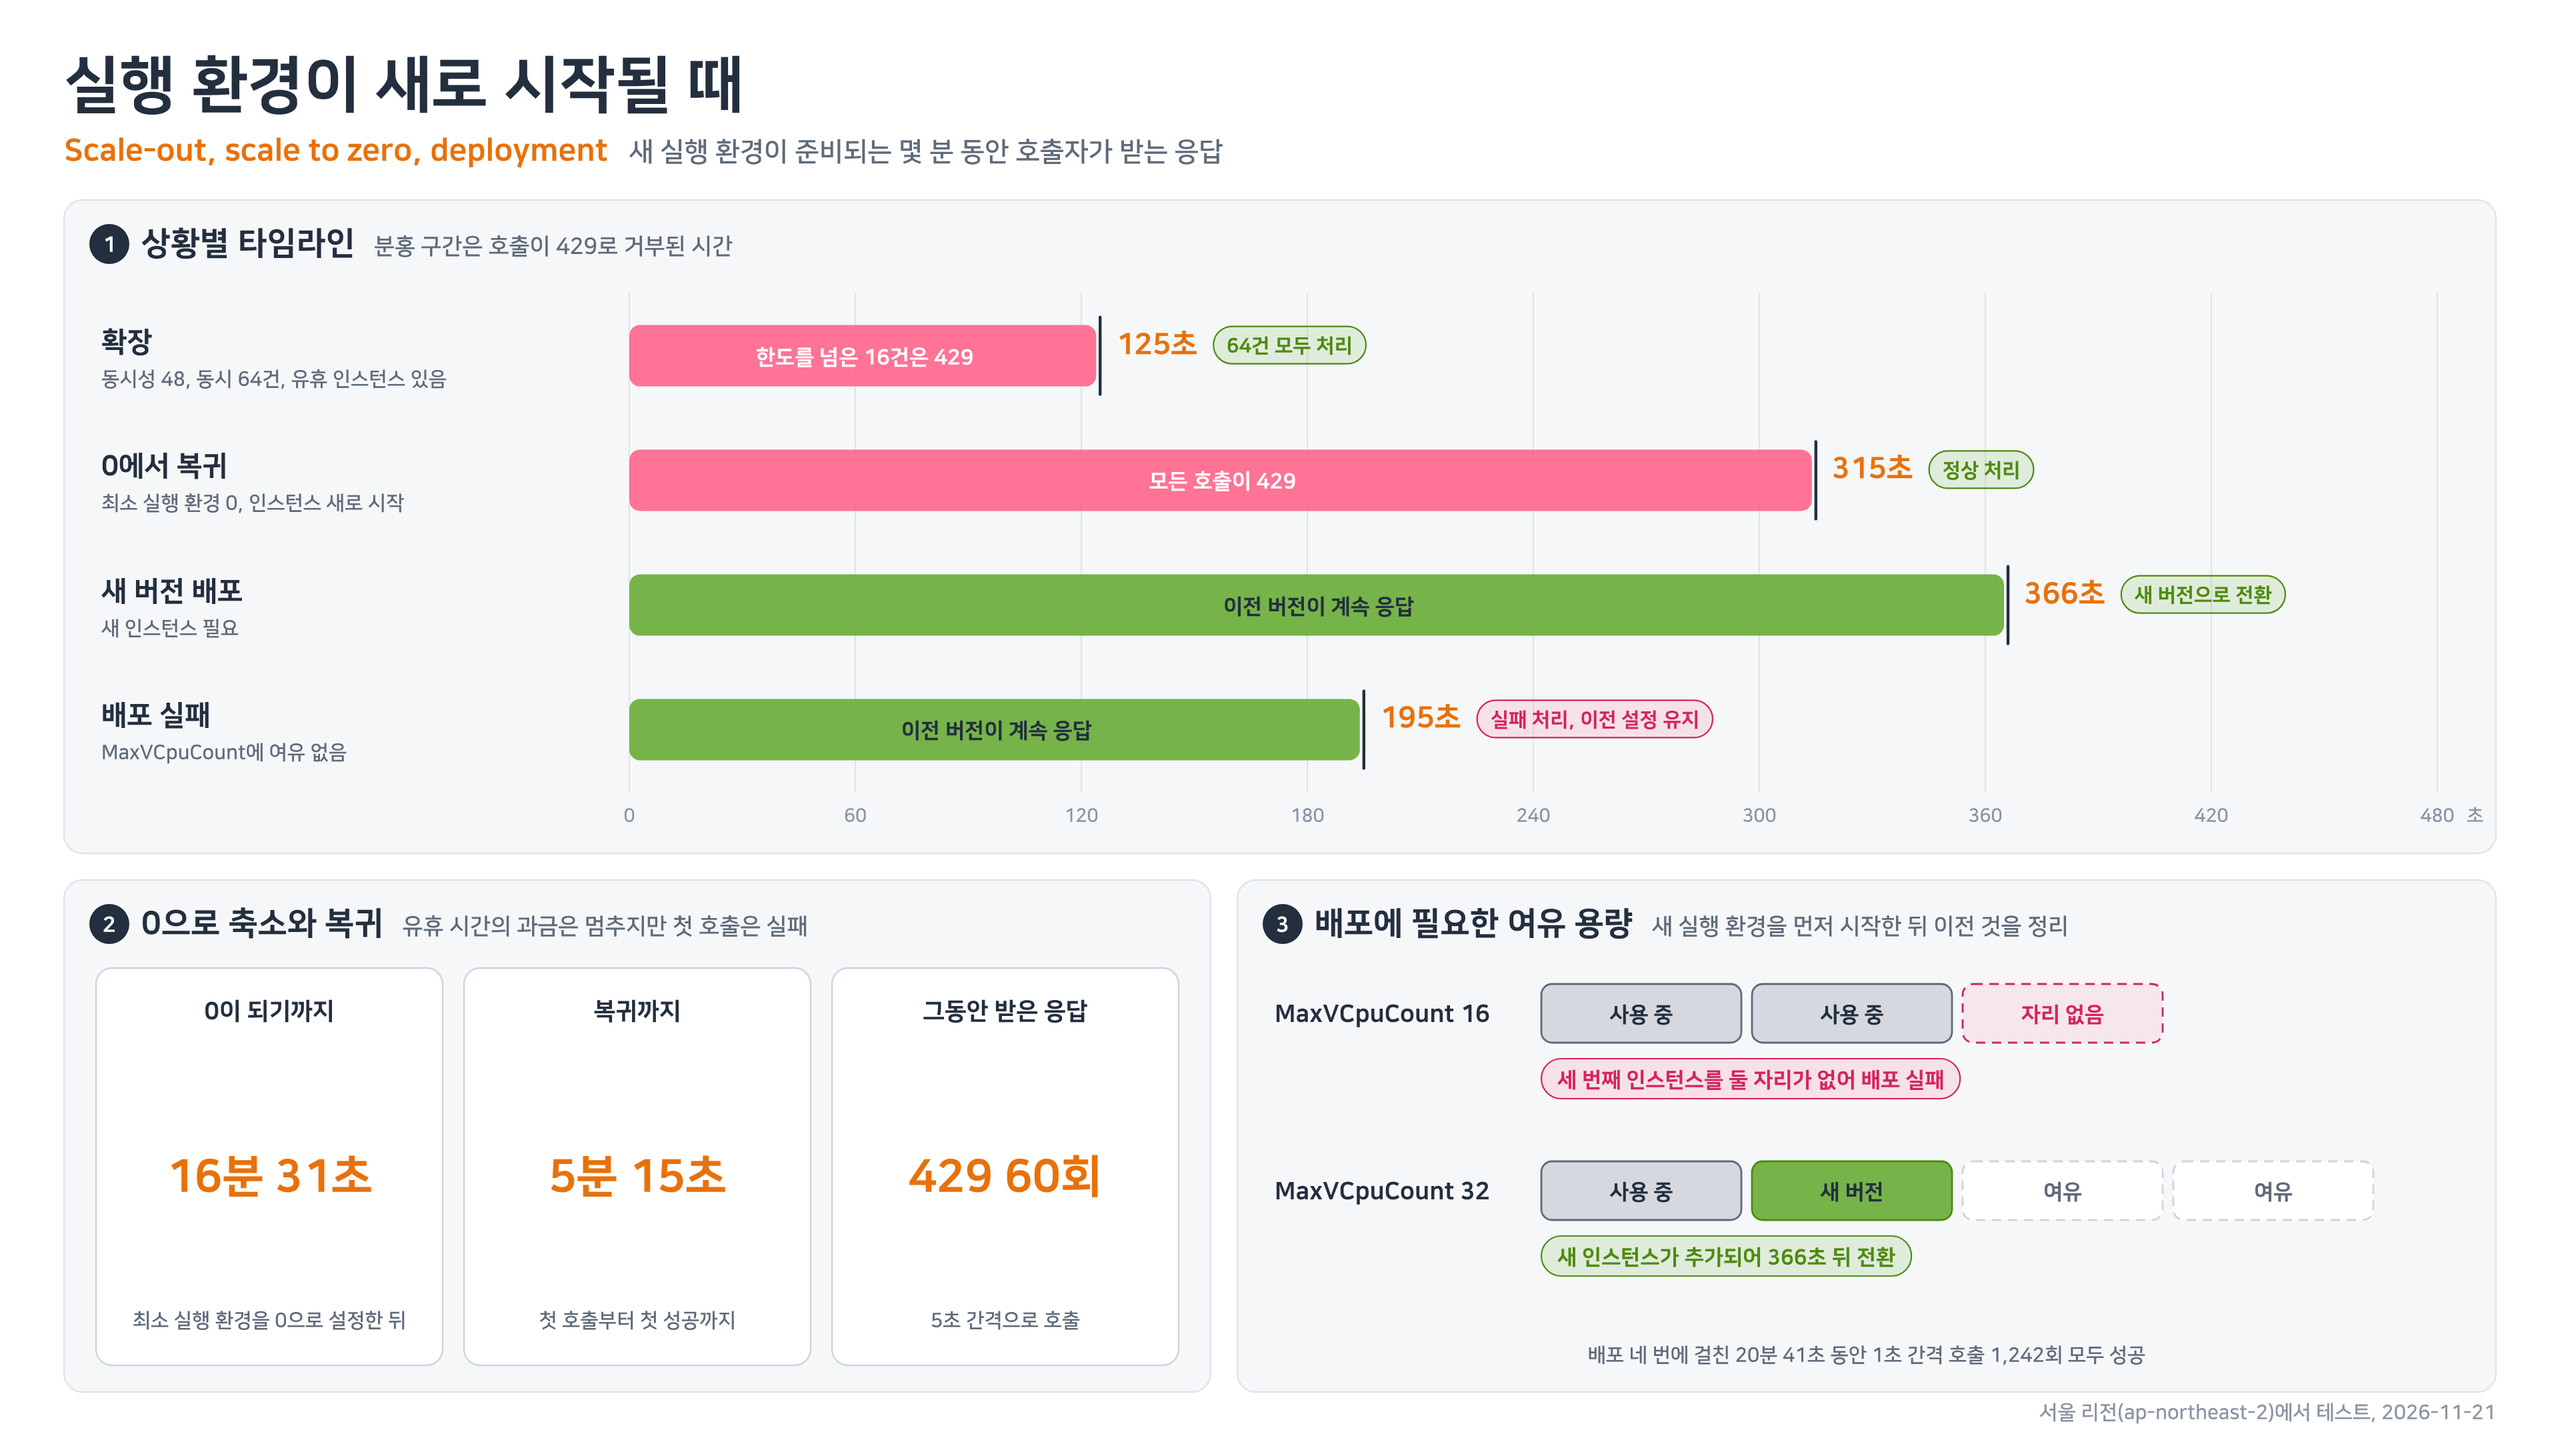 실행 환경이 새로 시작될 때
Scale-out, scale to zero, deployment 새 실행 환경이 준비되는 몇 분 동안 호출자가 받는 응답
1 상황별 타임라인 분홍 구간은 호출이 429로 거부된 시간
확장
동시성 48, 동시 64건, 유휴 인스턴스 있음
한도를 넘은 16건은 429
125초 64건 모두 처리
0에서 복귀
최소 실행 환경 0, 인스턴스 새로 시작
모든 호출이 429
315초 정상 처리
새 버전 배포
새 인스턴스 필요
이전 버전이 계속 응답
366초 새 버전으로 전환
배포 실패
MaxVCpuCount에 여유 없음
이전 버전이 계속 응답
195초 실패 처리, 이전 설정 유지
0 60 120 180 240 300 360 420 480 초
2 0으로 축소와 복귀 유휴 시간의 과금은 멈추지만 첫 호출은 실패
0이 되기까지
16분 31초
최소 실행 환경을 0으로 설정한 뒤
복귀까지
5분 15초
첫 호출부터 첫 성공까지
그동안 받은 응답
429 60회
5초 간격으로 호출
3 배포에 필요한 여유 용량 새 실행 환경을 먼저 시작한 뒤 이전 것을 정리
MaxVCpuCount 16 사용 중 사용 중 자리 없음
세 번째 인스턴스를 둘 자리가 없어 배포 실패
MaxVCpuCount 32 사용 중 새 버전 여유 여유
새 인스턴스가 추가되어 366초 뒤 전환
배포 네 번에 걸친 20분 41초 동안 1초 간격 호출 1,242회 모두 성공
서울 리전(ap-northeast-2)에서 테스트, 2026-11-21